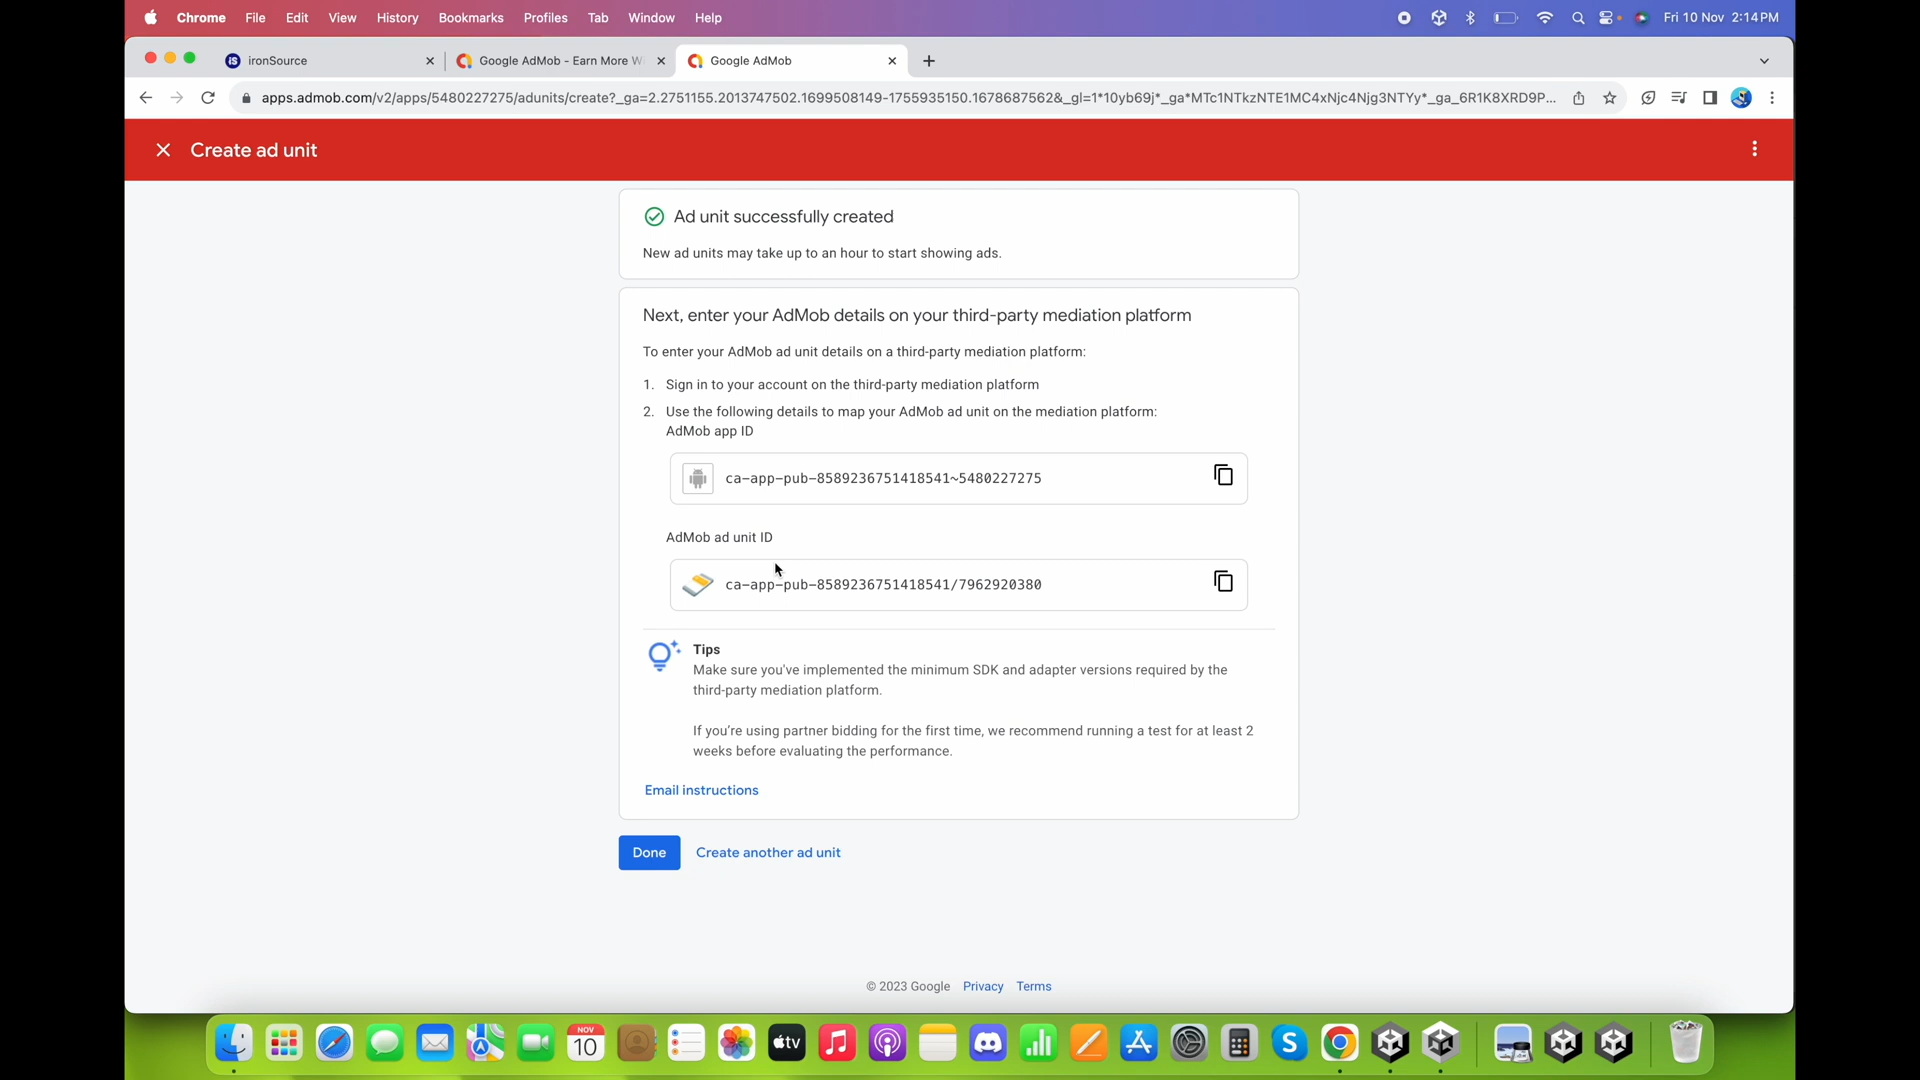 Chrome File Edit View History Bookmarks Profiles Tab Window Help Fri 10 Nov 2:14PM
iS ironSource Google AdMob - Earn More W Google AdMob
apps.admob.com/v2/apps/5480227275/adunits/create?_ga=2.2751155.2013747502.1699508149-1755935150.1678687562&_gl=1*10yb69j*_ga*MTc1NTkzNTE1MC4xNjc4Njg3NTYy*_ga_6R1K8XRD9P...
Create ad unit
Ad unit successfully created
New ad units may take up to an hour to start showing ads.
Next, enter your AdMob details on your third-party mediation platform
To enter your AdMob ad unit details on a third-party mediation platform:
1. Sign in to your account on the third-party mediation platform
2. Use the following details to map your AdMob ad unit on the mediation platform:
AdMob app ID
ca-app-pub-8589236751418541~5480227275
AdMob ad unit ID
ca-app-pub-8589236751418541/7962920380
Tips
Make sure you've implemented the minimum SDK and adapter versions required by the
third-party mediation platform.
If you're using partner bidding for the first time, we recommend running a test for at least 2
weeks before evaluating the performance.
Email instructions
Done Create another ad unit
© 2023 Google Privacy Terms
NOV
10
tv